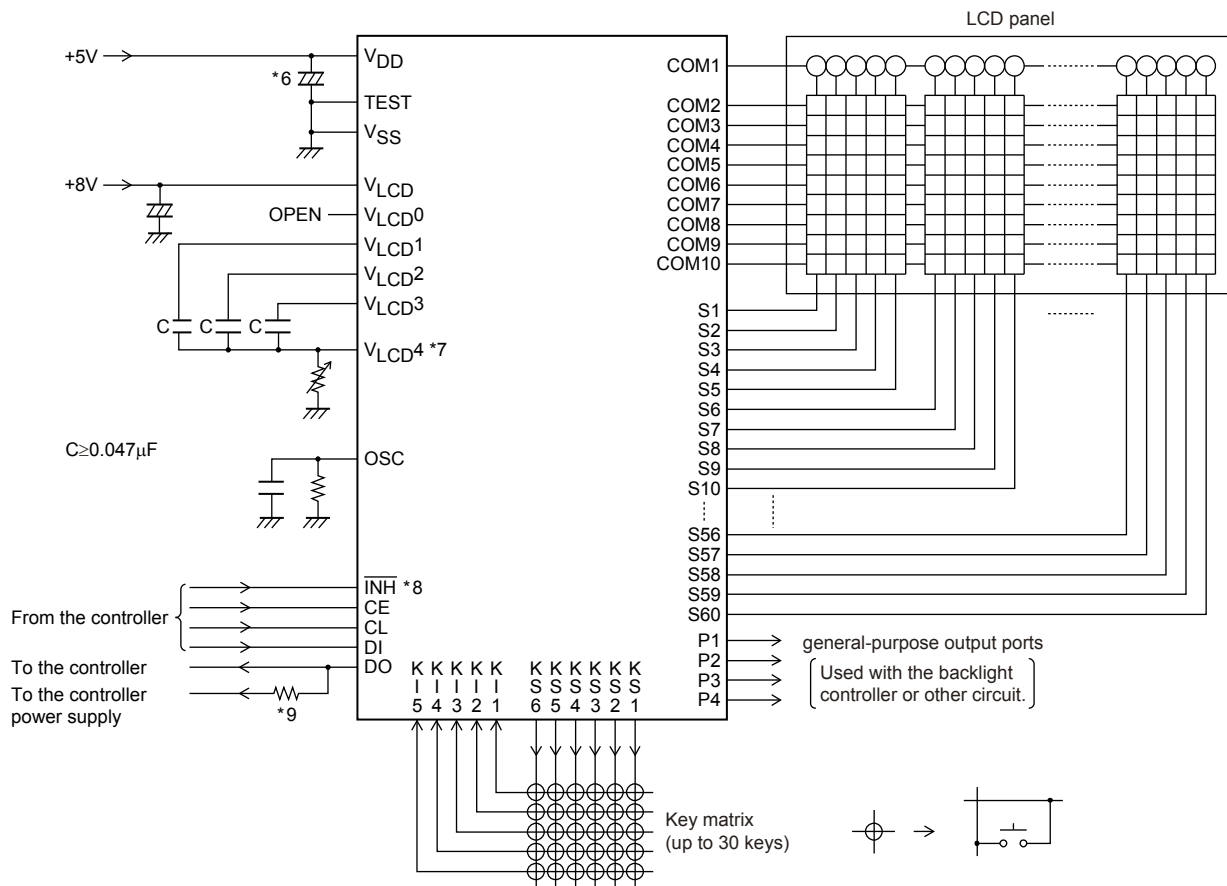 LCD panel
+5V
*6
VDD
TEST
VSS
+8V
OPEN
VLCD
VLCD0
VLCD1
VLCD2
VLCD3
VLCD4 *7
C
C
C
C≥0.047μF
OSC
From the controller
INH *8
CE
CL
DI
To the controller
DO
To the controller
power supply
*9
KI5
KI4
KI3
KI2
KI1
KS6
KS5
KS4
KS3
KS2
KS1
COM1
COM2
COM3
COM4
COM5
COM6
COM7
COM8
COM9
COM10
S1
S2
S3
S4
S5
S6
S7
S8
S9
S10
S56
S57
S58
S59
S60
P1
P2
P3
P4
general-purpose output ports
Used with the backlight
controller or other circuit.
Key matrix
(up to 30 keys)